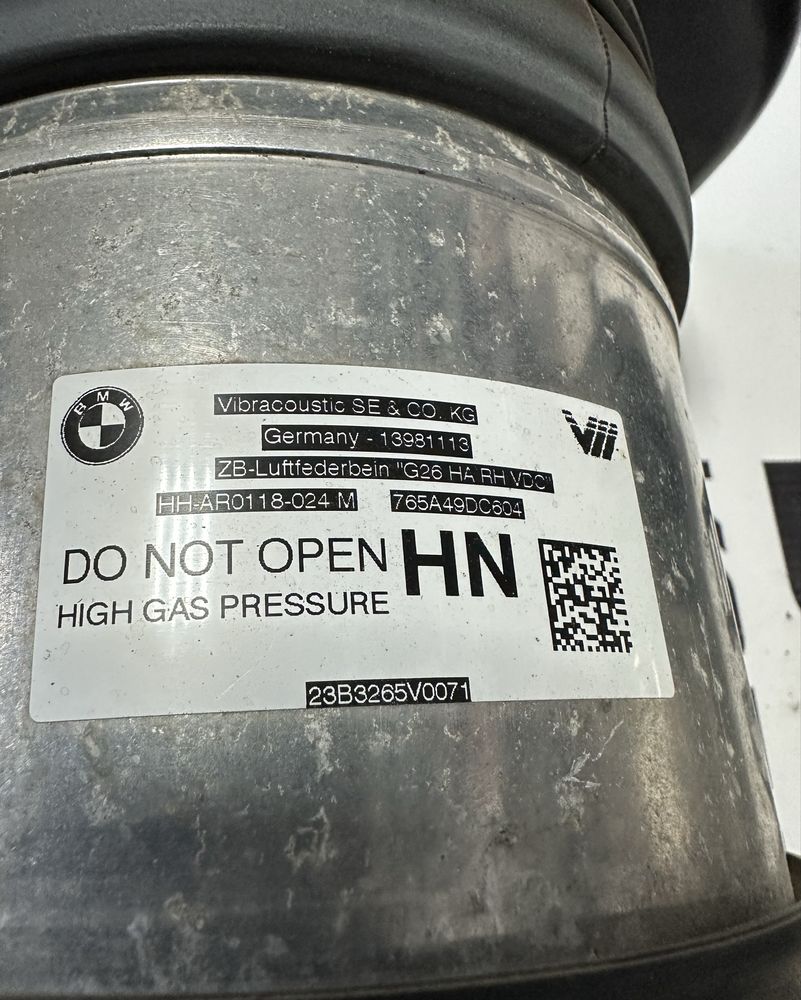 BMW
Vibracoustic SE & CO. KG
Germany - 13981113
ZB-Luftfederbein "G26 HA RH VDC"
HH-AR0118-024 M 765A49DC604
DO NOT OPEN HN
HIGH GAS PRESSURE
23B3265V0071